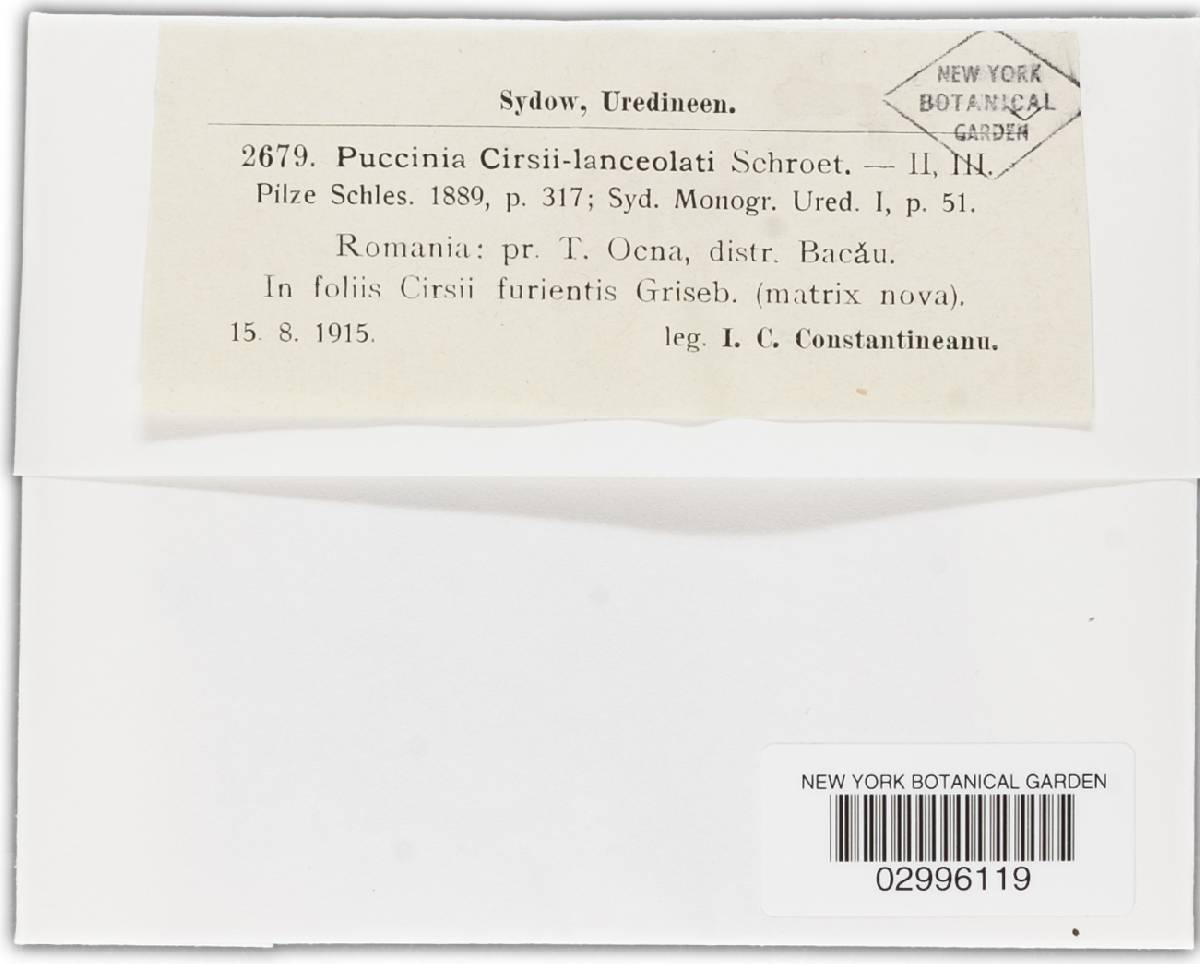 NEW YORK
BOTANICAL
GARDEN
Sydow, Uredineen.
2679. Puccinia Cirsii-lanceolati Schroet. — II, III.
Pilze Schles. 1889, p. 317; Syd. Monogr. Ured. I, p. 51.
Romania: pr. T. Ocna, distr. Bacău.
In foliis Cirsii furientis Griseb. (matrix nova).
15. 8. 1915. leg. I. C. Constantineanu.
NEW YORK BOTANICAL GARDEN
02996119